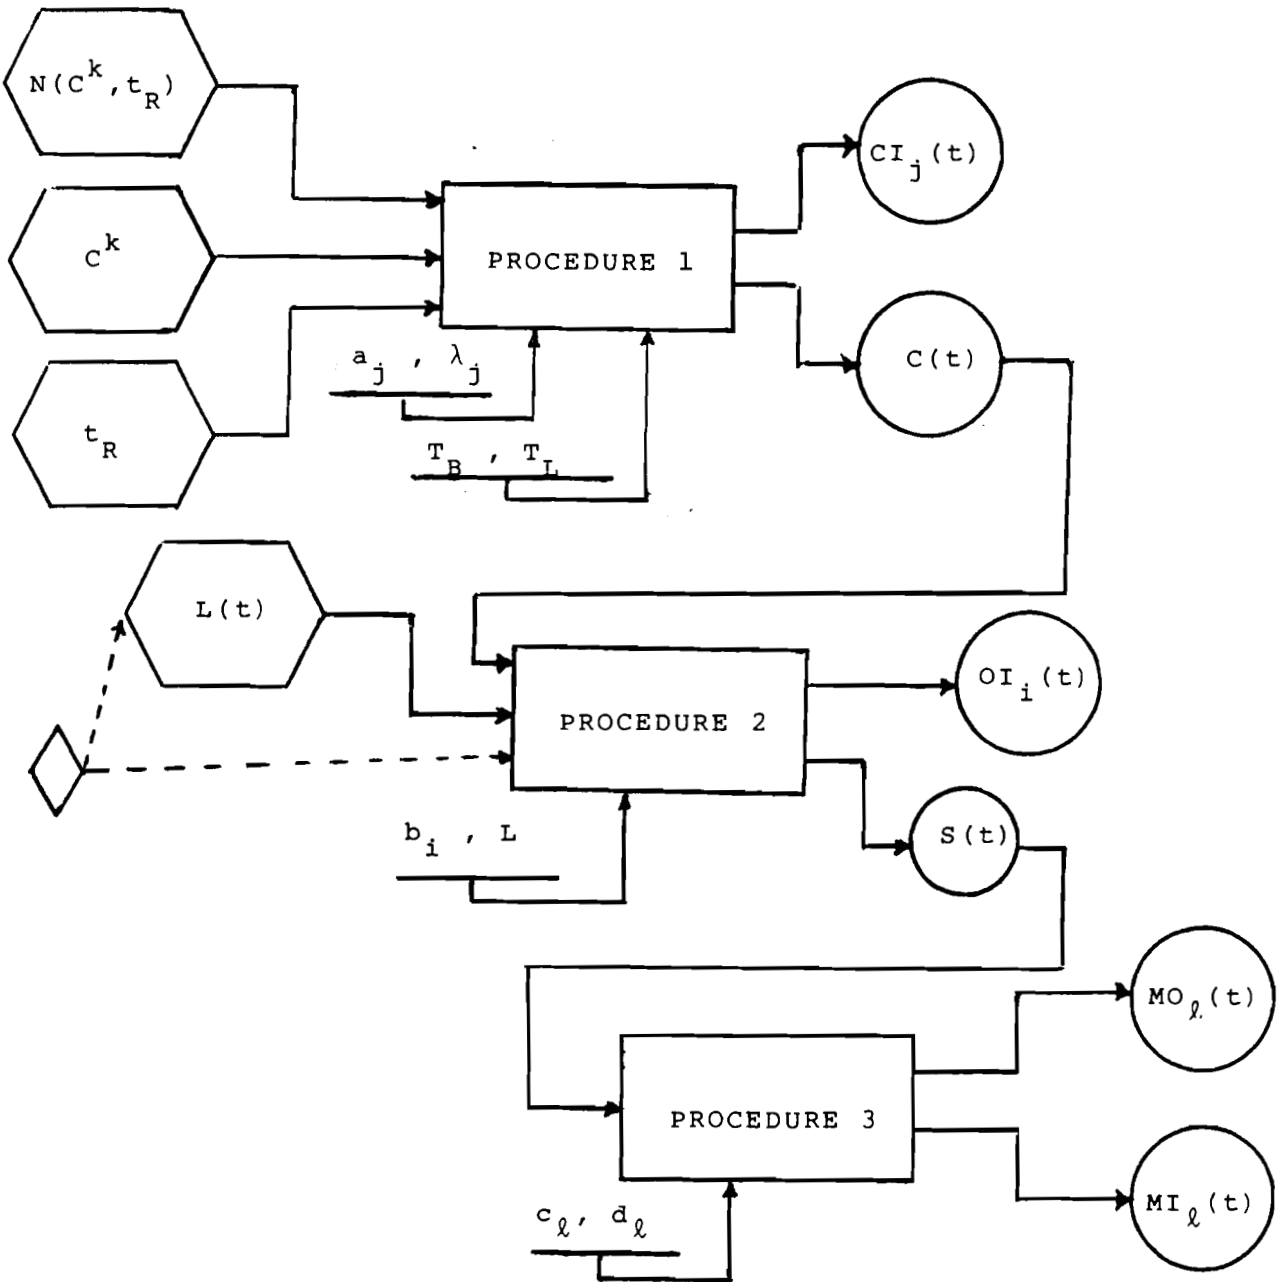 N(C^k, t_R)
CI_j(t)
C^k
PROCEDURE 1
a_j , λ_j
C(t)
t_R
T_B , T_L
L(t)
OI_i(t)
PROCEDURE 2
b_i , L
S(t)
MO_ℓ(t)
PROCEDURE 3
MI_ℓ(t)
c_ℓ, d_ℓ